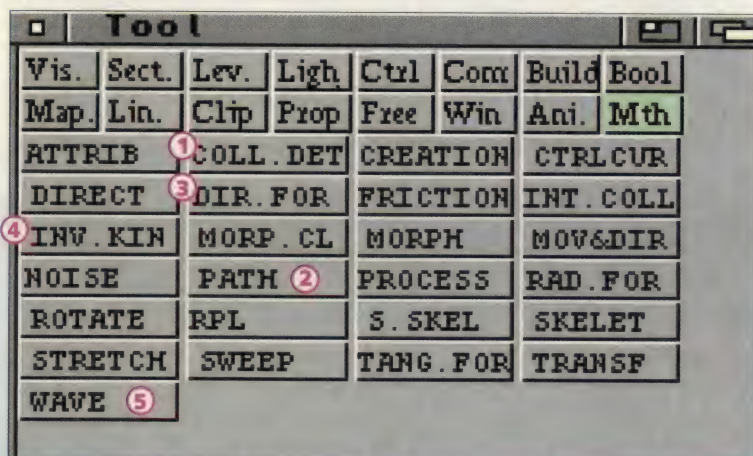 Tool
Vis. Sect. Lev. Ligh Ctrl Conr Build Bool
Map. Lin. Clip Prop Free Win Ani. Mth
ATTRIB ① COLL.DET CREATION CTRLCUR
DIRECT ③ DIR.FOR FRICTION INT.COLL
④ INV.KIN MORP.CL MORPH MOV&DIR
NOISE PATH ② PROCESS RAD.FOR
ROTATE RPL S.SKEL SKELET
STRETCH SWEEP TANG.FOR TRANSF
WAVE ⑤